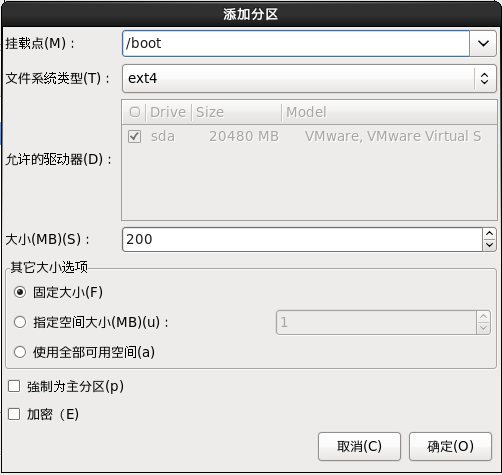 添加分区
挂载点(M)：
/boot
文件系统类型(T)：
ext4
允许的驱动器(D)：
Drive Size Model
sda 20480 MB VMware, VMware Virtual S
大小(MB)(S)：
200
其它大小选项
固定大小(F)
指定空间大小(MB)(u)：
1
使用全部可用空间(a)
強制为主分区(p)
加密（E)
取消(C)
确定(O)